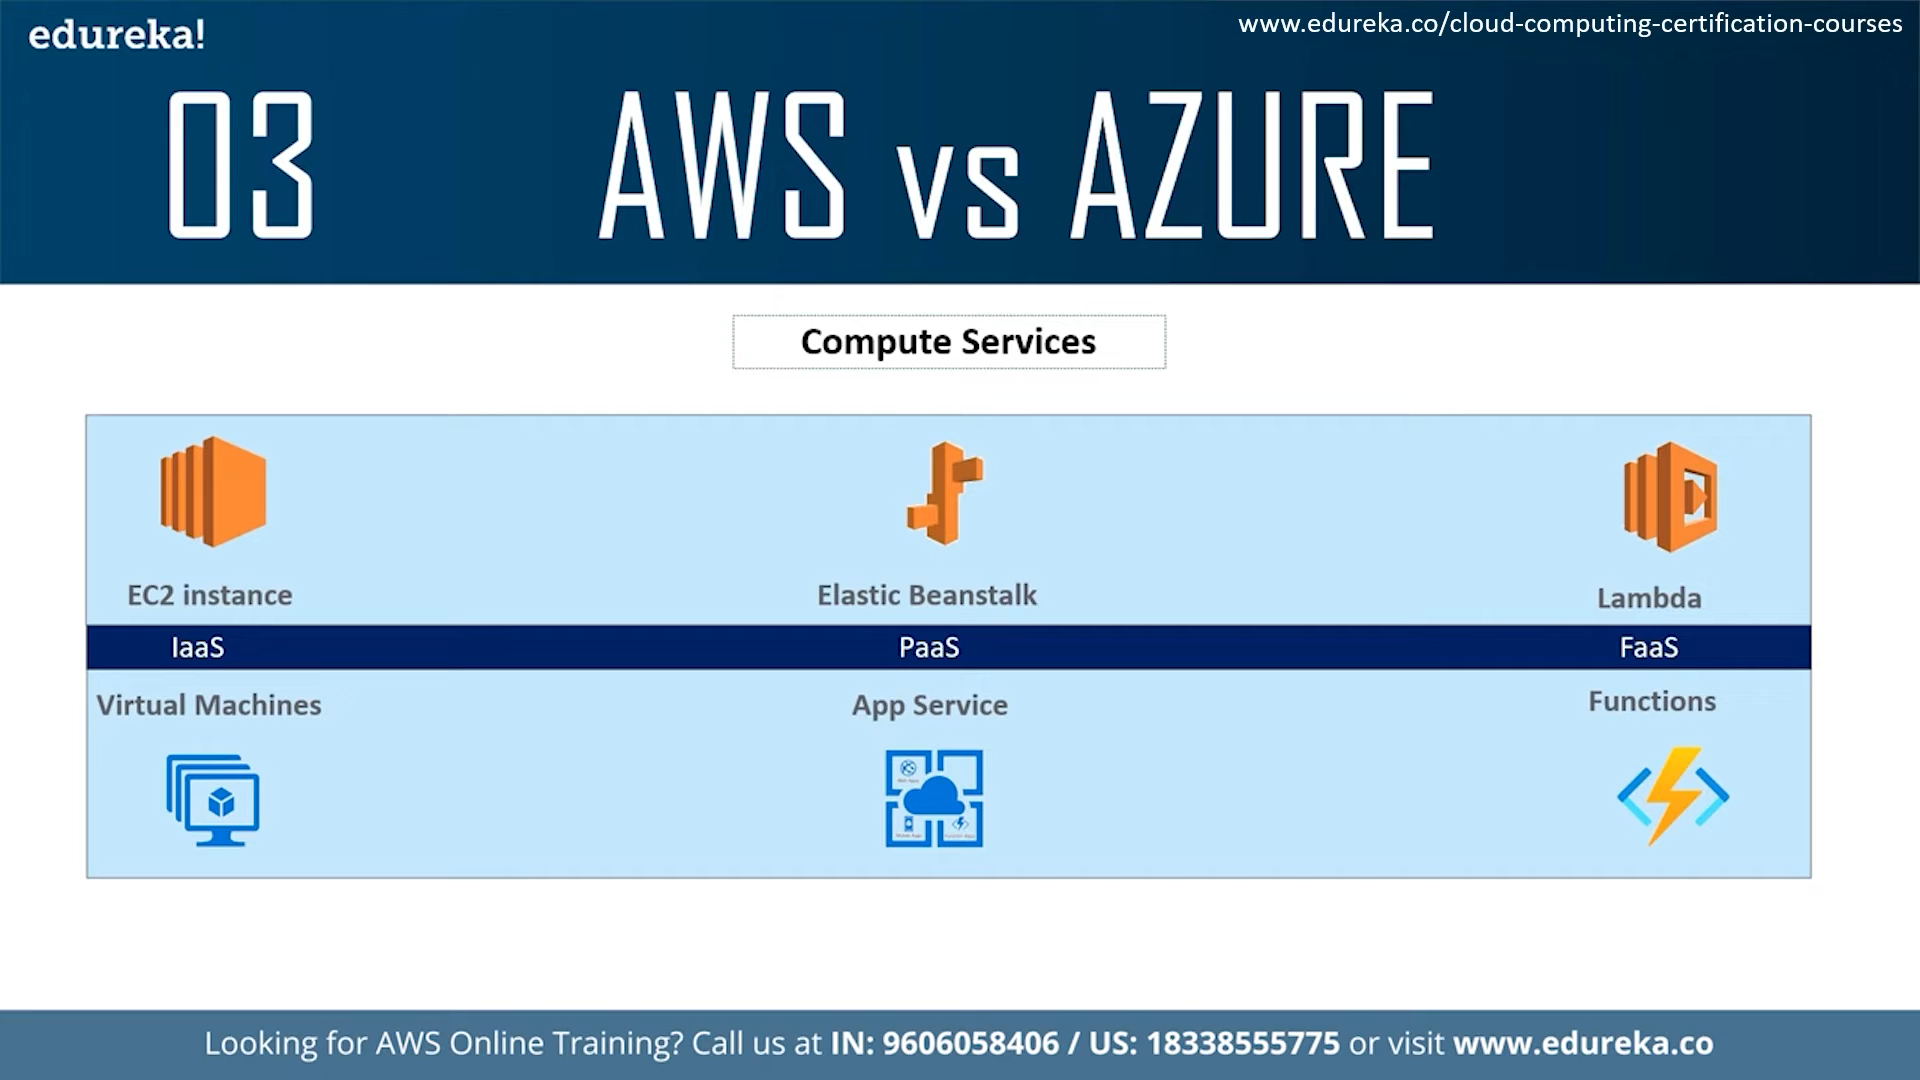 edureka!
www.edureka.co/cloud-computing-certification-courses
03
AWS vs AZURE
Compute Services
EC2 instance
Elastic Beanstalk
Lambda
IaaS
PaaS
FaaS
Virtual Machines
App Service
Functions
Looking for AWS Online Training? Call us at IN: 9606058406 / US: 18338555775 or visit www.edureka.co